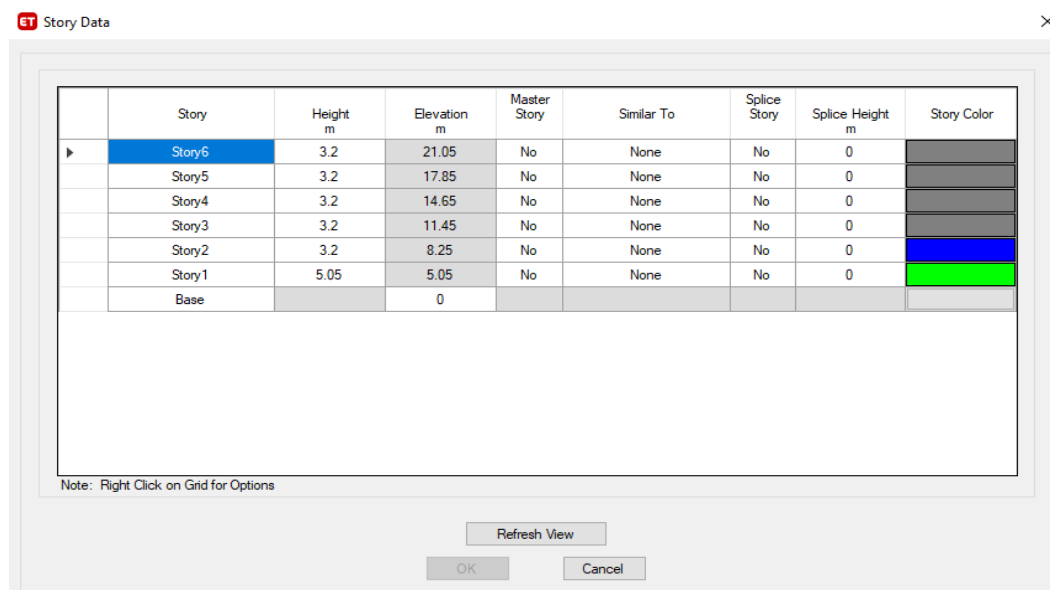 ET Story Data
Story Height m Elevation m Master Story Similar To Splice Story Splice Height m Story Color
Story6 3.2 21.05 No None No 0
Story5 3.2 17.85 No None No 0
Story4 3.2 14.65 No None No 0
Story3 3.2 11.45 No None No 0
Story2 3.2 8.25 No None No 0
Story1 5.05 5.05 No None No 0
Base 0
Note: Right Click on Grid for Options
Refresh View
OK Cancel